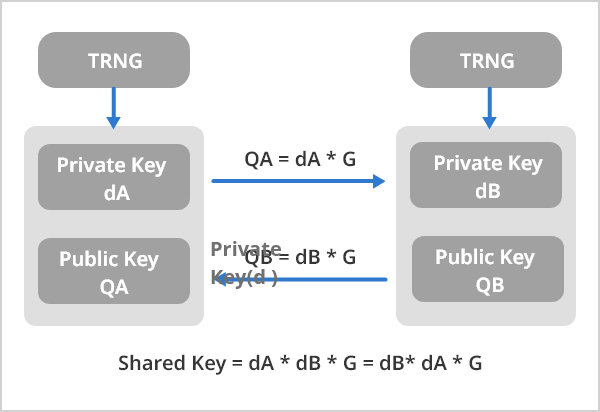 TRNG
TRNG
Private Key
dA
QA = dA * G
Private Key
dB
Public Key
QA
Private
Key(d )
QB = dB * G
Public Key
QB
Shared Key = dA * dB * G = dB* dA * G